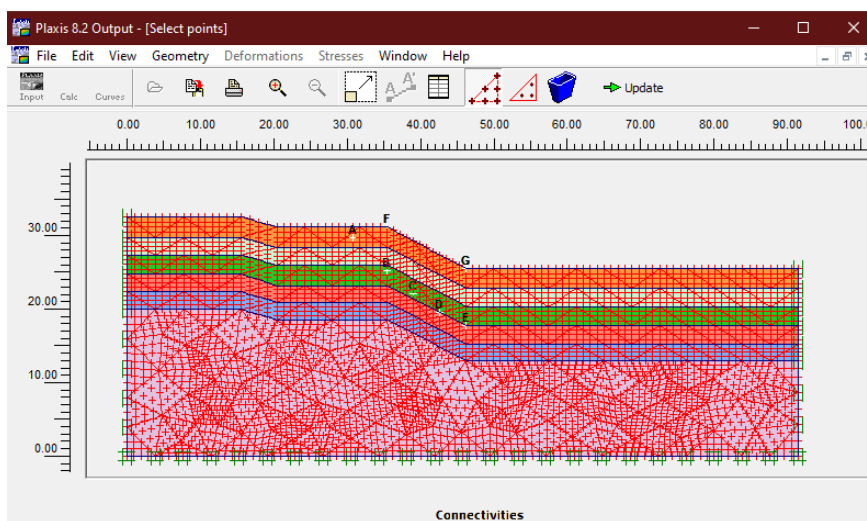 Plaxis 8.2 Output - [Select points]
File Edit View Geometry Deformations Stresses Window Help
Input Calc Curves Update
0.00 10.00 20.00 30.00 40.00 50.00 60.00 70.00 80.00 90.00 100.
30.00
20.00
10.00
0.00
F
A
G
B
C
D
E
Connectivities